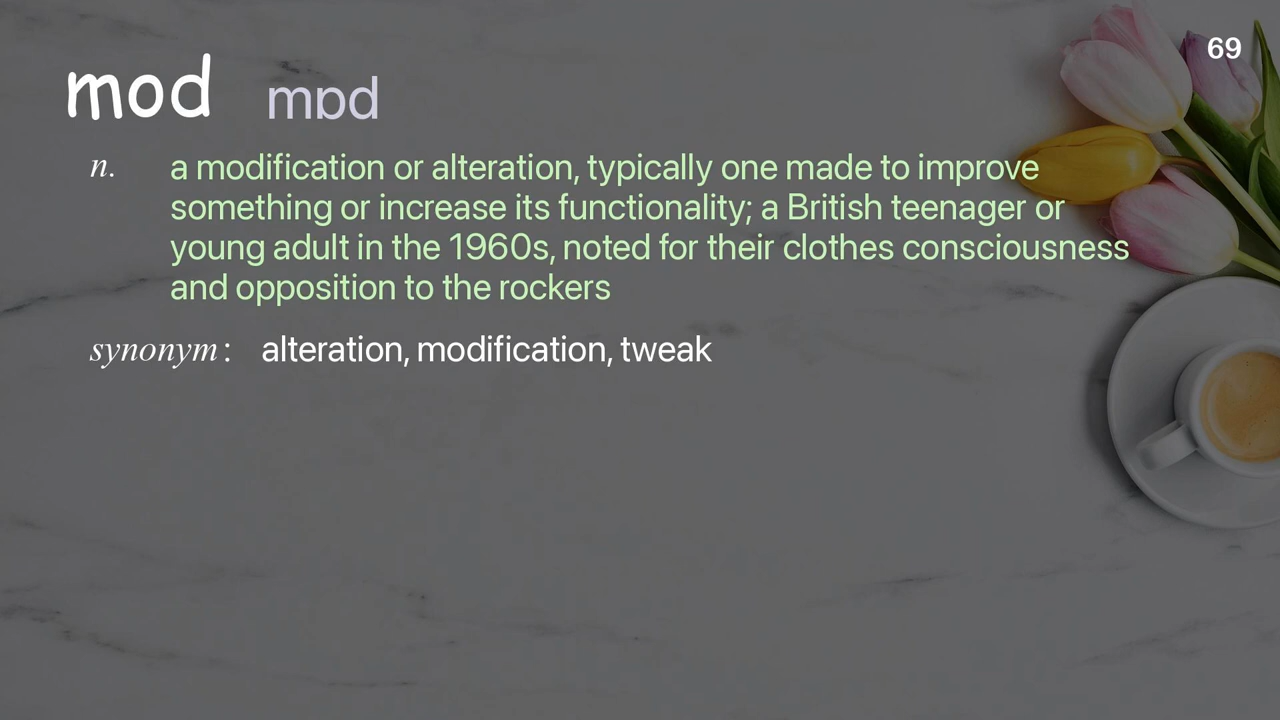 69
mod mɒd
n. a modification or alteration, typically one made to improve
something or increase its functionality; a British teenager or
young adult in the 1960s, noted for their clothes consciousness
and opposition to the rockers
synonym: alteration, modification, tweak